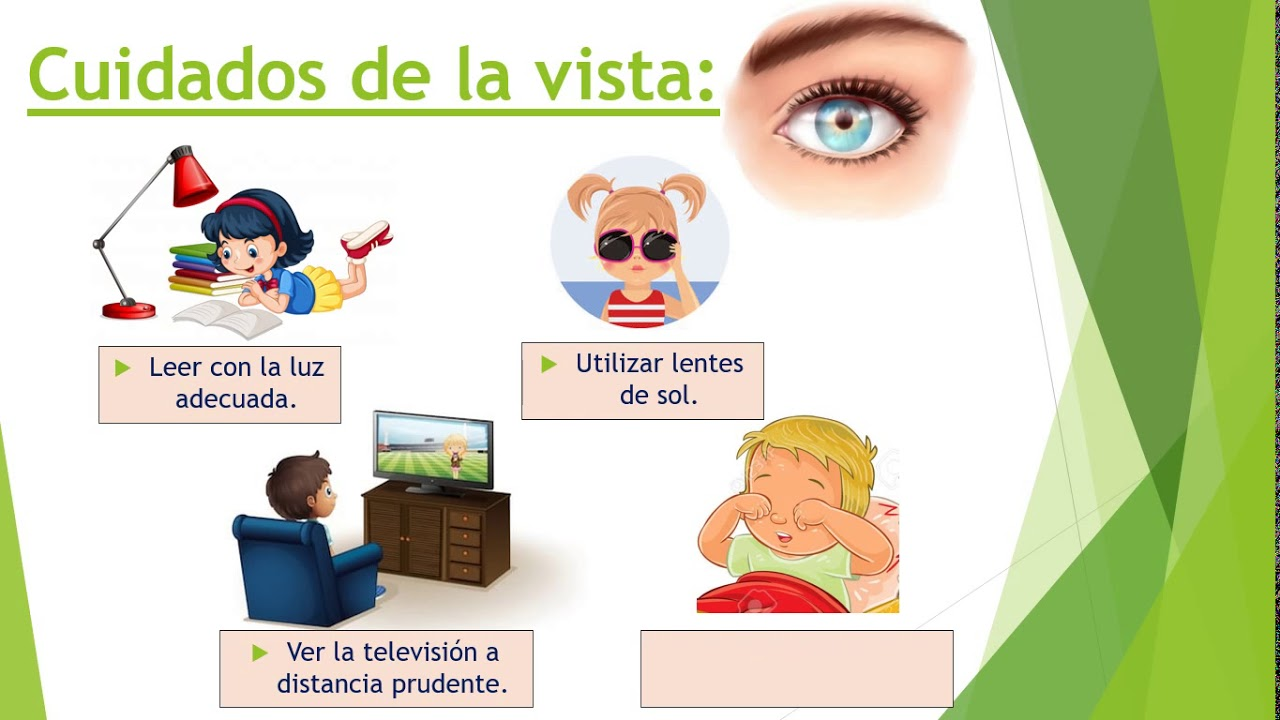 Cuidados de la vista:
Leer con la luz
adecuada.
Utilizar lentes
de sol.
Ver la televisión a
distancia prudente.